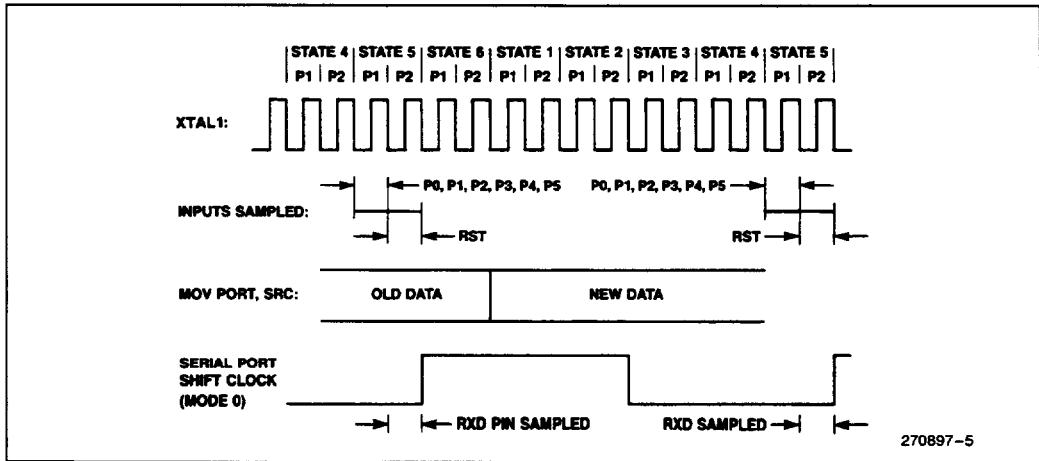 STATE 4 STATE 5 STATE 6 STATE 1 STATE 2 STATE 3 STATE 4 STATE 5
P1 P2 P1 P2 P1 P2 P1 P2 P1 P2 P1 P2 P1 P2 P1 P2
XTAL1:
P0, P1, P2, P3, P4, P5 P0, P1, P2, P3, P4, P5
INPUTS SAMPLED:
RST RST
MOV PORT, SRC: OLD DATA NEW DATA
SERIAL PORT
SHIFT CLOCK
(MODE 0)
RXD PIN SAMPLED RXD SAMPLED
270897-5